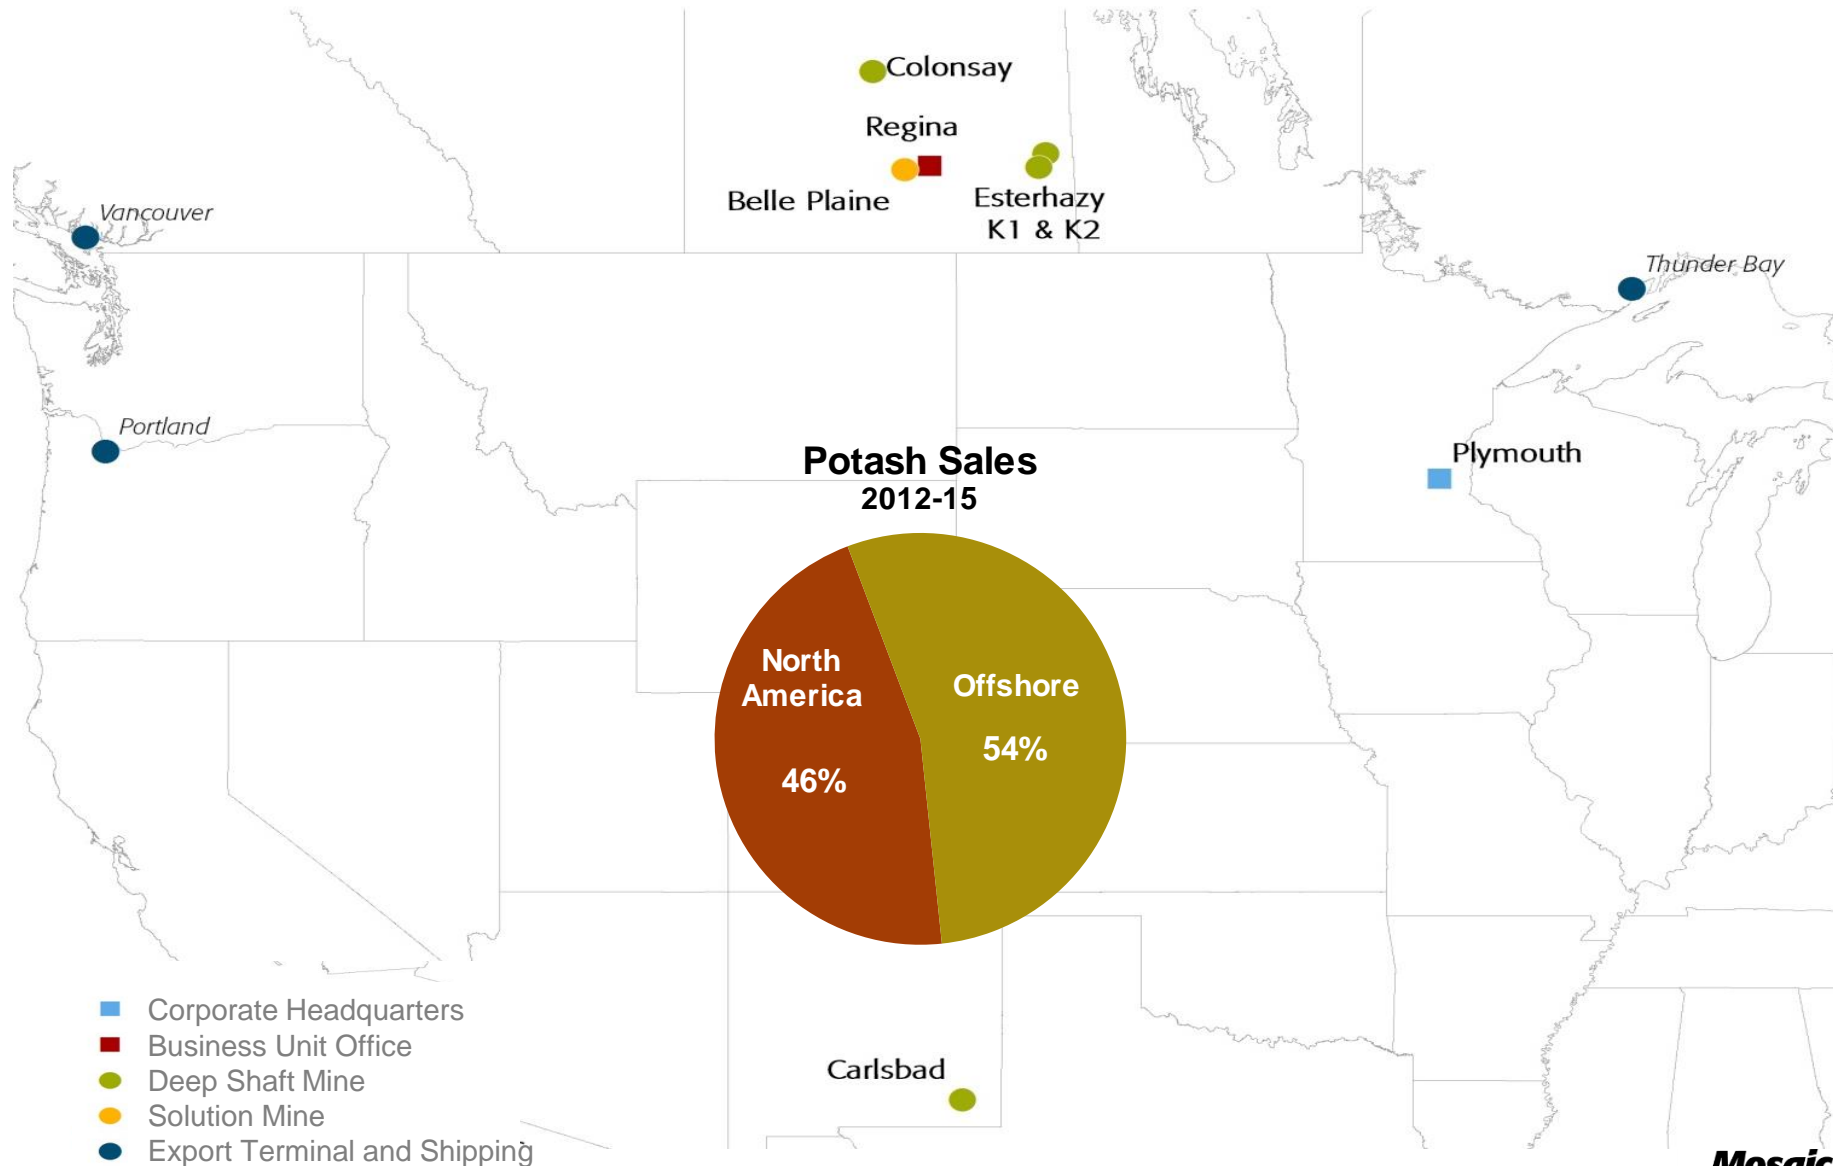 Colonsay
Regina
Belle Plaine
Esterhazy
K1 & K2
Vancouver
Thunder Bay
Portland
Plymouth
Potash Sales
2012-15
North
America
46%
Offshore
54%
Carlsbad
Corporate Headquarters
Business Unit Office
Deep Shaft Mine
Solution Mine
Export Terminal and Shipping
Mosaic